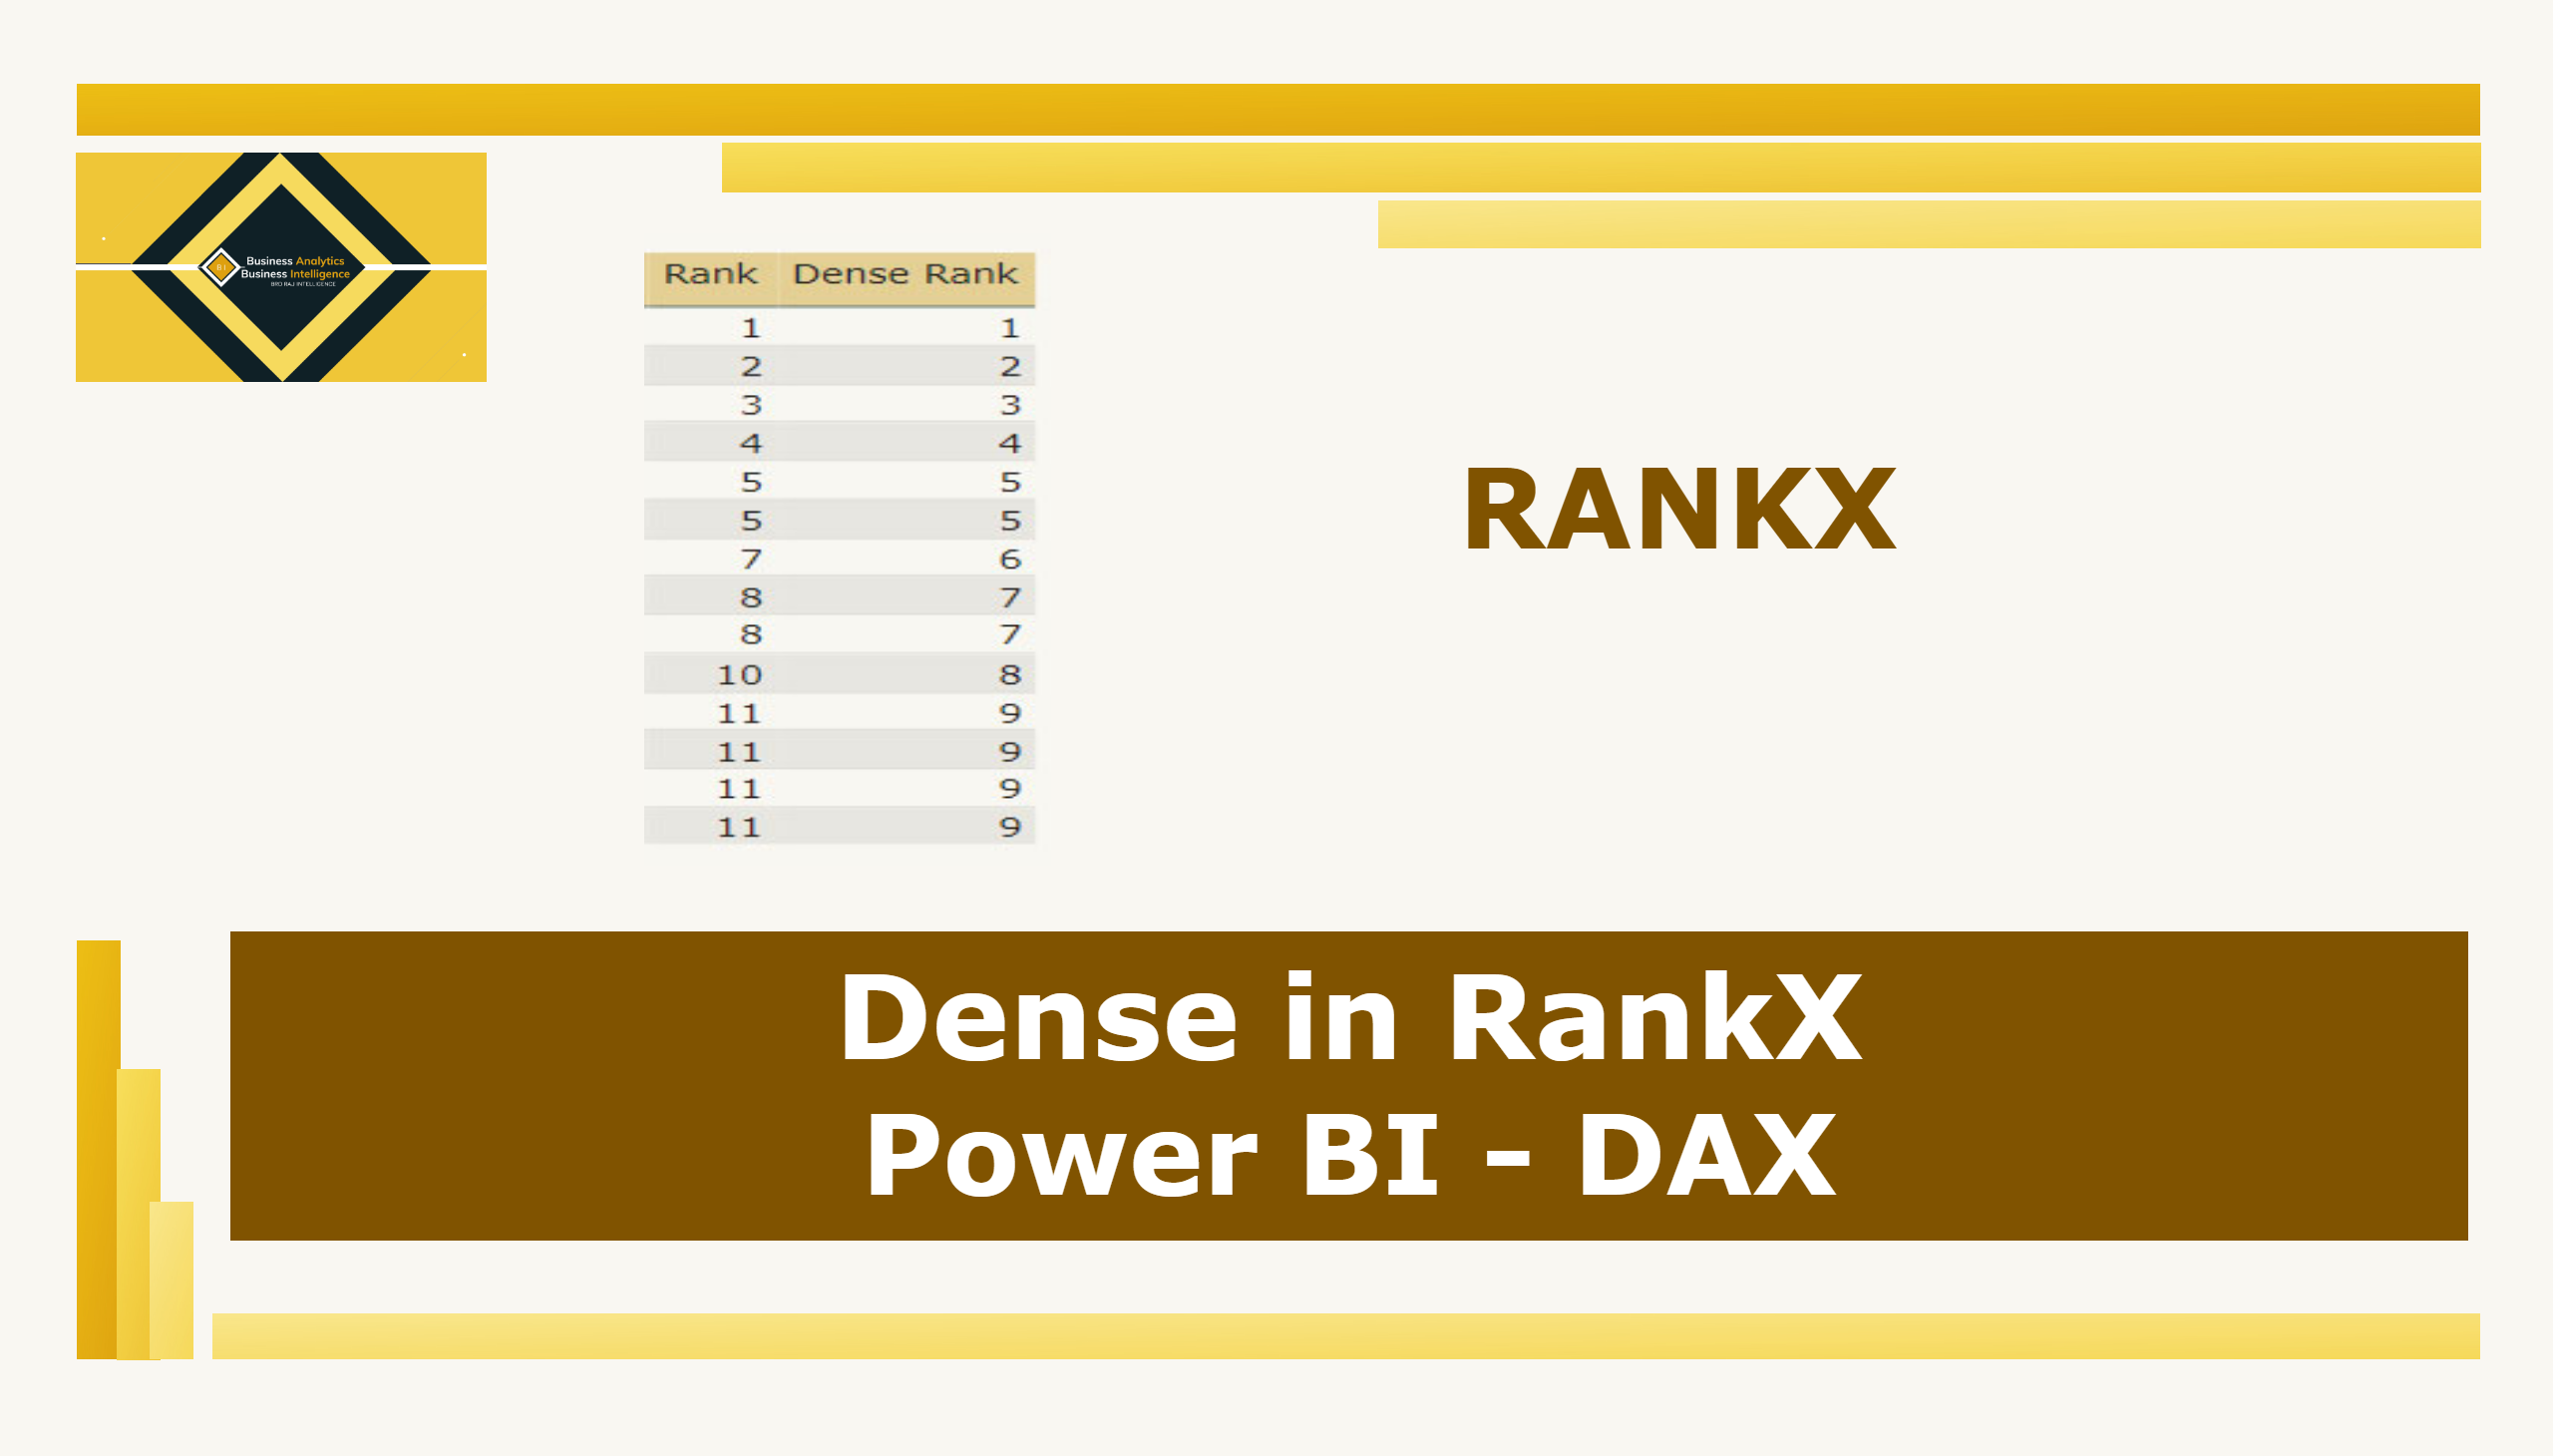 Business Analytics
Business Intelligence
BRO RAJ INTELLIGENCE
Rank Dense Rank
1 1
2 2
3 3
4 4
5 5
5 5
7 6
8 7
8 7
10 8
11 9
11 9
11 9
11 9
RANKX
Dense in RankX
Power BI - DAX